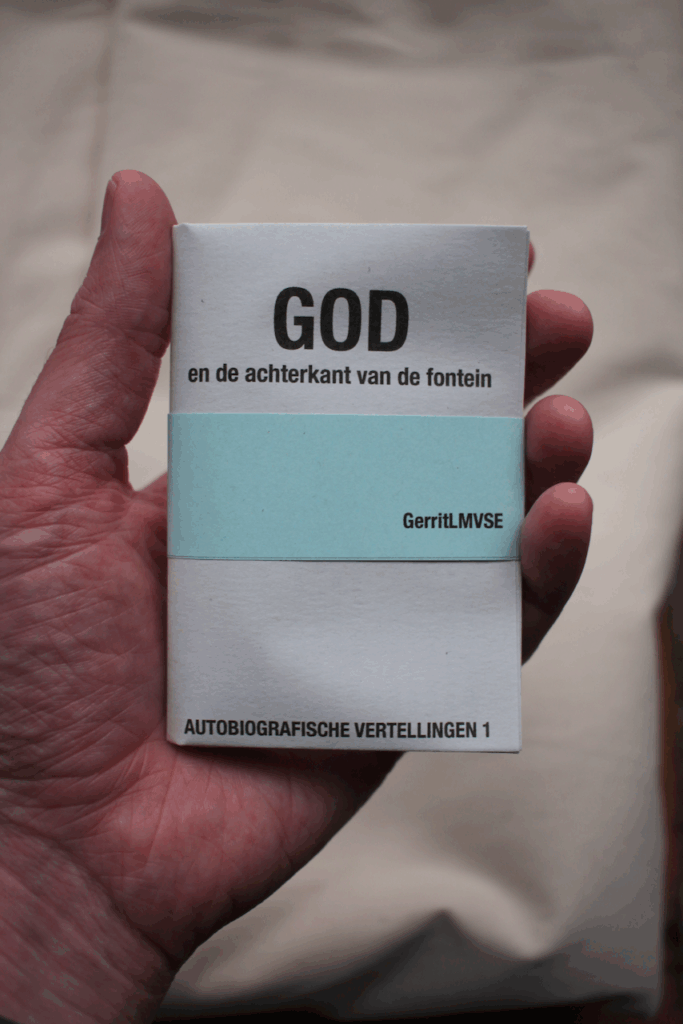 GOD
en de achterkant van de fontein
GerritLMVSE
AUTOBIOGRAFISCHE VERTELLINGEN 1